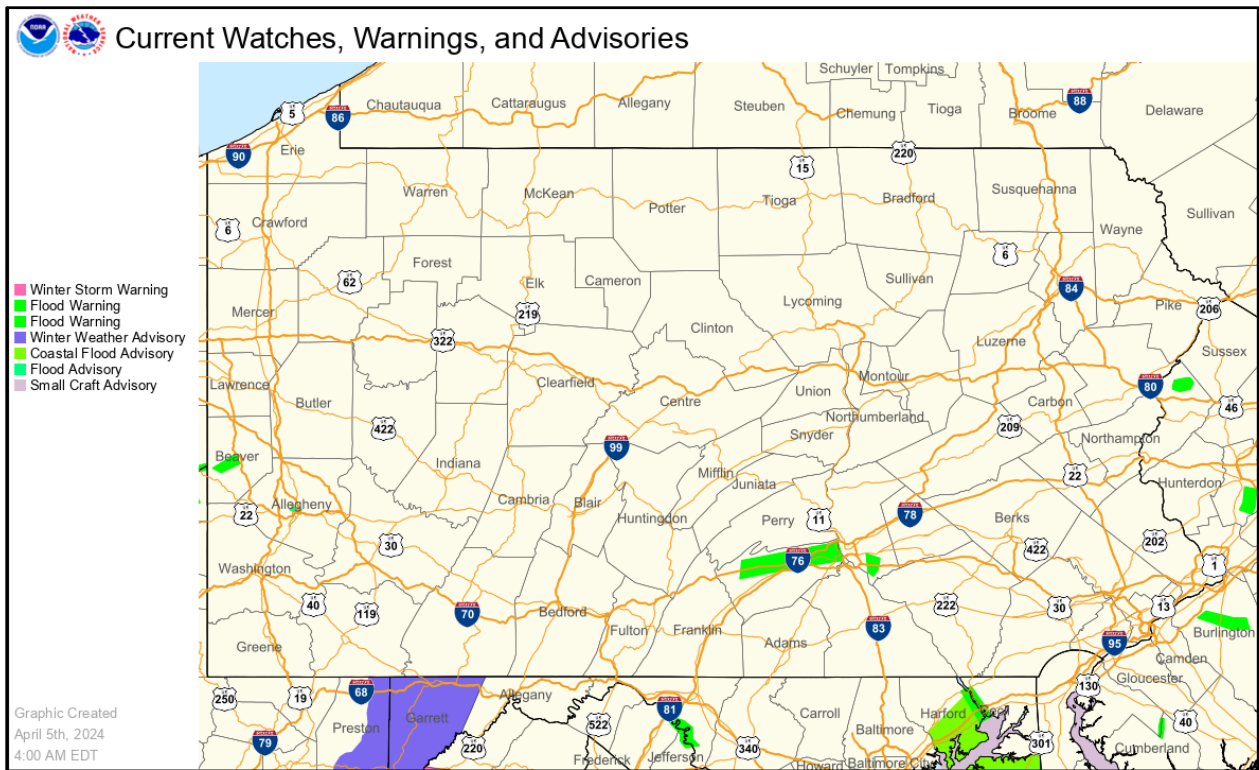 Current Watches, Warnings, and Advisories
Schuyler Tompkins
Chautauqua Cattaraugus Allegany Steuben Chemung Tioga Broome Delaware
5 86 88
90 Erie
15 220
Warren McKean Potter Tioga Bradford Susquehanna
6 Crawford Wayne Sullivan
Forest Sullivan 6
62 Elk Cameron
Winter Storm Warning
Flood Warning
Flood Warning
Winter Weather Advisory
Coastal Flood Advisory
Flood Advisory
Small Craft Advisory
84
Mercer 219 Lycoming Pike 206
322 Clinton Luzerne
Sussex
Lawrence Clearfield Montour
Butler Centre Union Carbon 80
422 Northumberland 209 46
99 Snyder Northampton
Beaver Indiana Mifflin 22
Juniata Hunterdon
Allegheny Cambria Blair
22 Huntingdon Perry 11 78 Berks
30 422 202
76 1
Washington
40 119 70 Bedford 222 30 13
Fulton Franklin Adams 83 95 Burlington
Greene Camden
Gloucester
250 19 68 Allegany 130
Preston Garrett 81 Carroll Harford
79 220 522 340 Baltimore 301 40
Frederick Jefferson Howard Baltimore City Cumberland
Graphic Created
April 5th, 2024
4:00 AM EDT